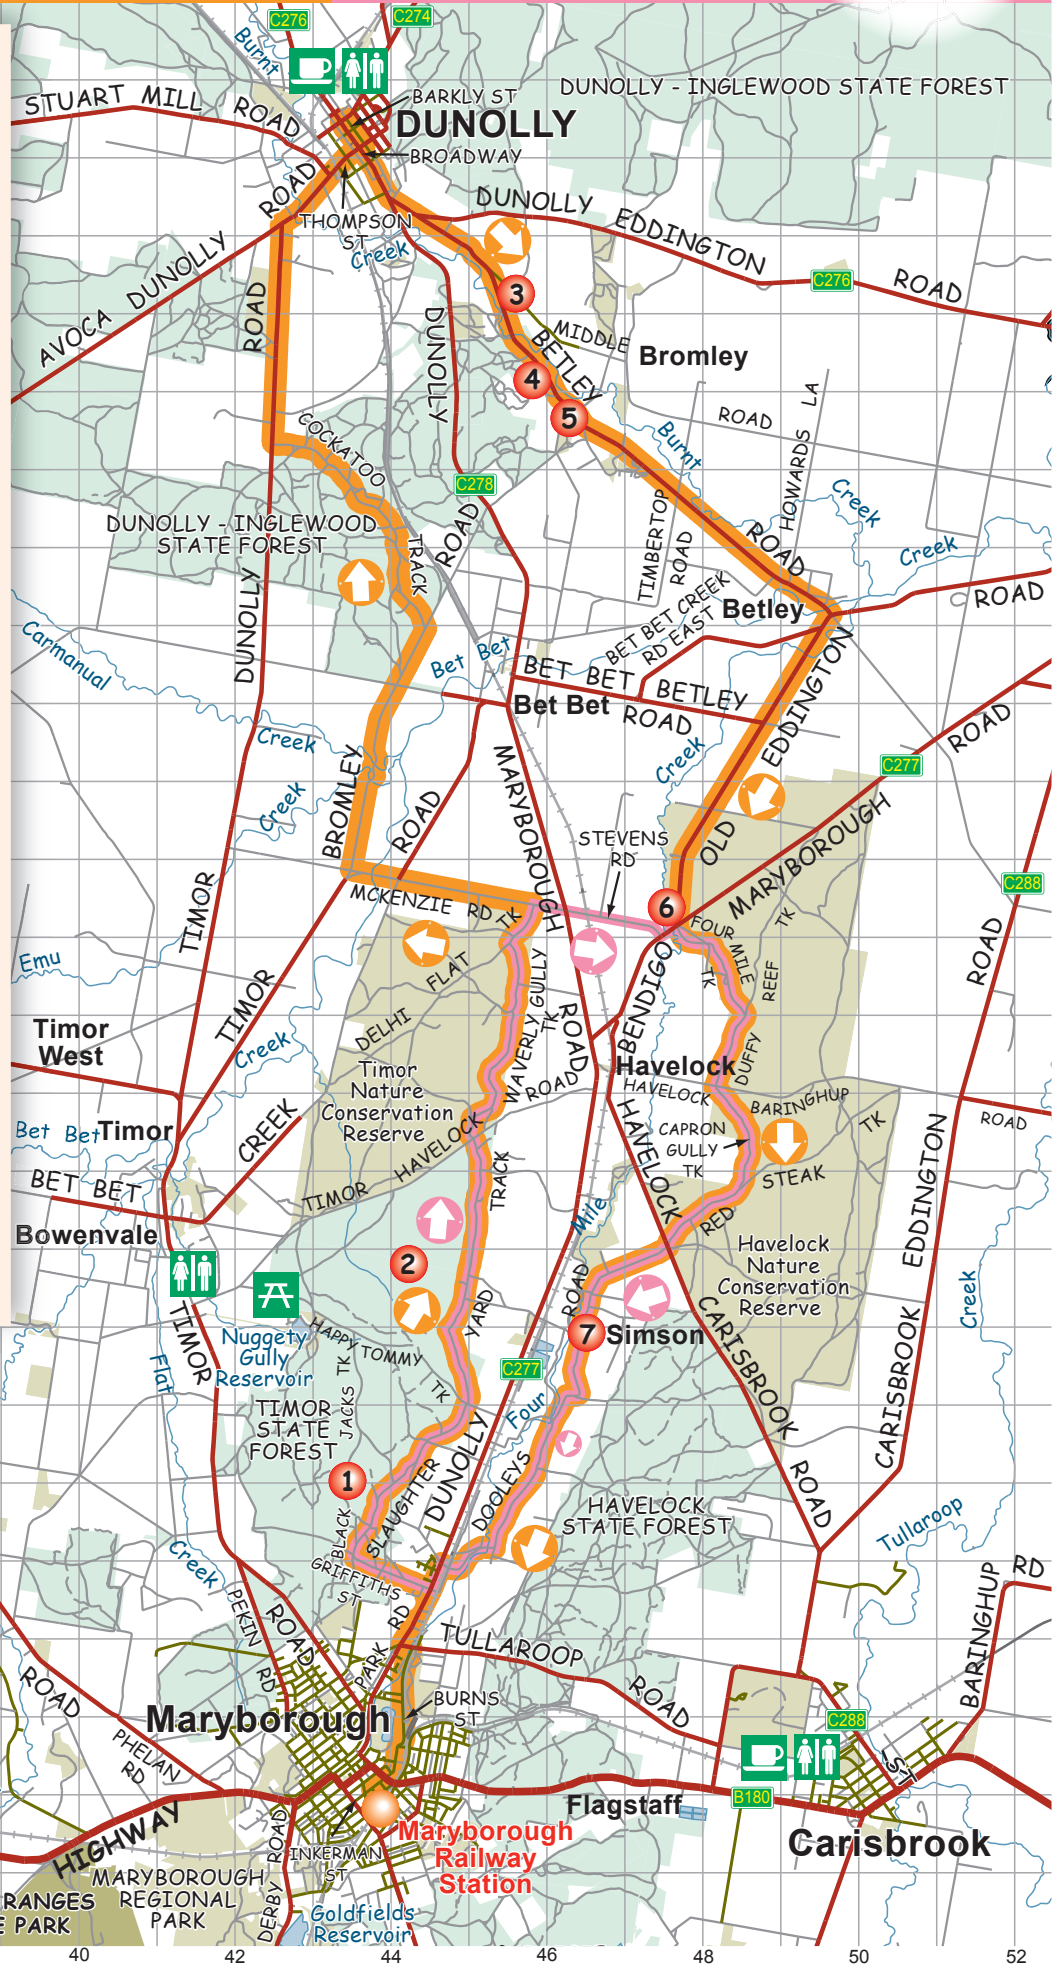 C276
C274
Burnt
DUNOLLY - INGLEWOOD STATE FOREST
STUART MILL ROAD
BARKLY ST
DUNOLLY
BROADWAY
ROAD
THOMPSON
ST
Creek
DUNOLLY EDDINGTON ROAD
C276
AVOCA DUNOLLY
ROAD
3
MIDDLE
Bromley
DUNOLLY
BETLEY
4
5
ROAD
HOWARDS LA
COCKATOO
Burnt
Creek
C278
DUNOLLY - INGLEWOOD
STATE FOREST
TRACK
ROAD
TIMBERTOP
ROAD
ROAD
Creek
DUNOLLY
BET BET CREEK
RD EAST
Betley
ROAD
Carmanual
Bet Bet
BET BET BETLEY
ROAD
Bet Bet
EDDINGTON
ROAD
Creek
Creek
C277
Creek
BROMLEY
ROAD
MARYBOROUGH
STEVENS
RD
OLD
MARYBOROUGH
C288
TIMOR
MCKENZIE RD
TK
6
FOUR MILE
TK
TK
ROAD
Emu
FLAT
WAVERLY GULLY
TK
BENDIGO
REEF
TIMOR
DELHI
ROAD
DUFFY
Timor
West
Creek
Timor
Nature
Conservation
Reserve
ROAD
Havelock
HAVELOCK
BARINGHUP
ROAD
Bet Bet
Timor
CREEK
HAVELOCK
HAVELOCK
CAPRON
GULLY
TK
TK
EDDINGTON
BET BET
TIMOR
TRACK
STEAK
Bowenvale
Mile
RED
Havelock
Nature
Conservation
Reserve
2
ROAD
Creek
TIMOR
YARD
7
Simson
CARISBROOK
Nuggety
Gully
Reservoir
HAPPY TOMMY
TK
Flat
C277
JACKS TK
Four
CARISBROOK
TIMOR
STATE
FOREST
1
SLAUGHTER
DUNOLLY
DOOLEYS
ROAD
HAVELOCK
STATE FOREST
BLACK
Tullaroop
Creek
GRIFFITHS
ST
BARINGHUP RD
PEKIN RD
ROAD
PARK RD
TULLAROOP ROAD
ROAD
Maryborough
BURNS
ST
C288
PHELAN
RD
ST
B180
HIGHWAY
Flagstaff
Carisbrook
Maryborough
Railway
Station
INKERMAN
ST
DERBY ROAD
RANGES
E PARK
MARYBOROUGH
REGIONAL
PARK
Goldfields
Reservoir
40 42 44 46 48 50 52